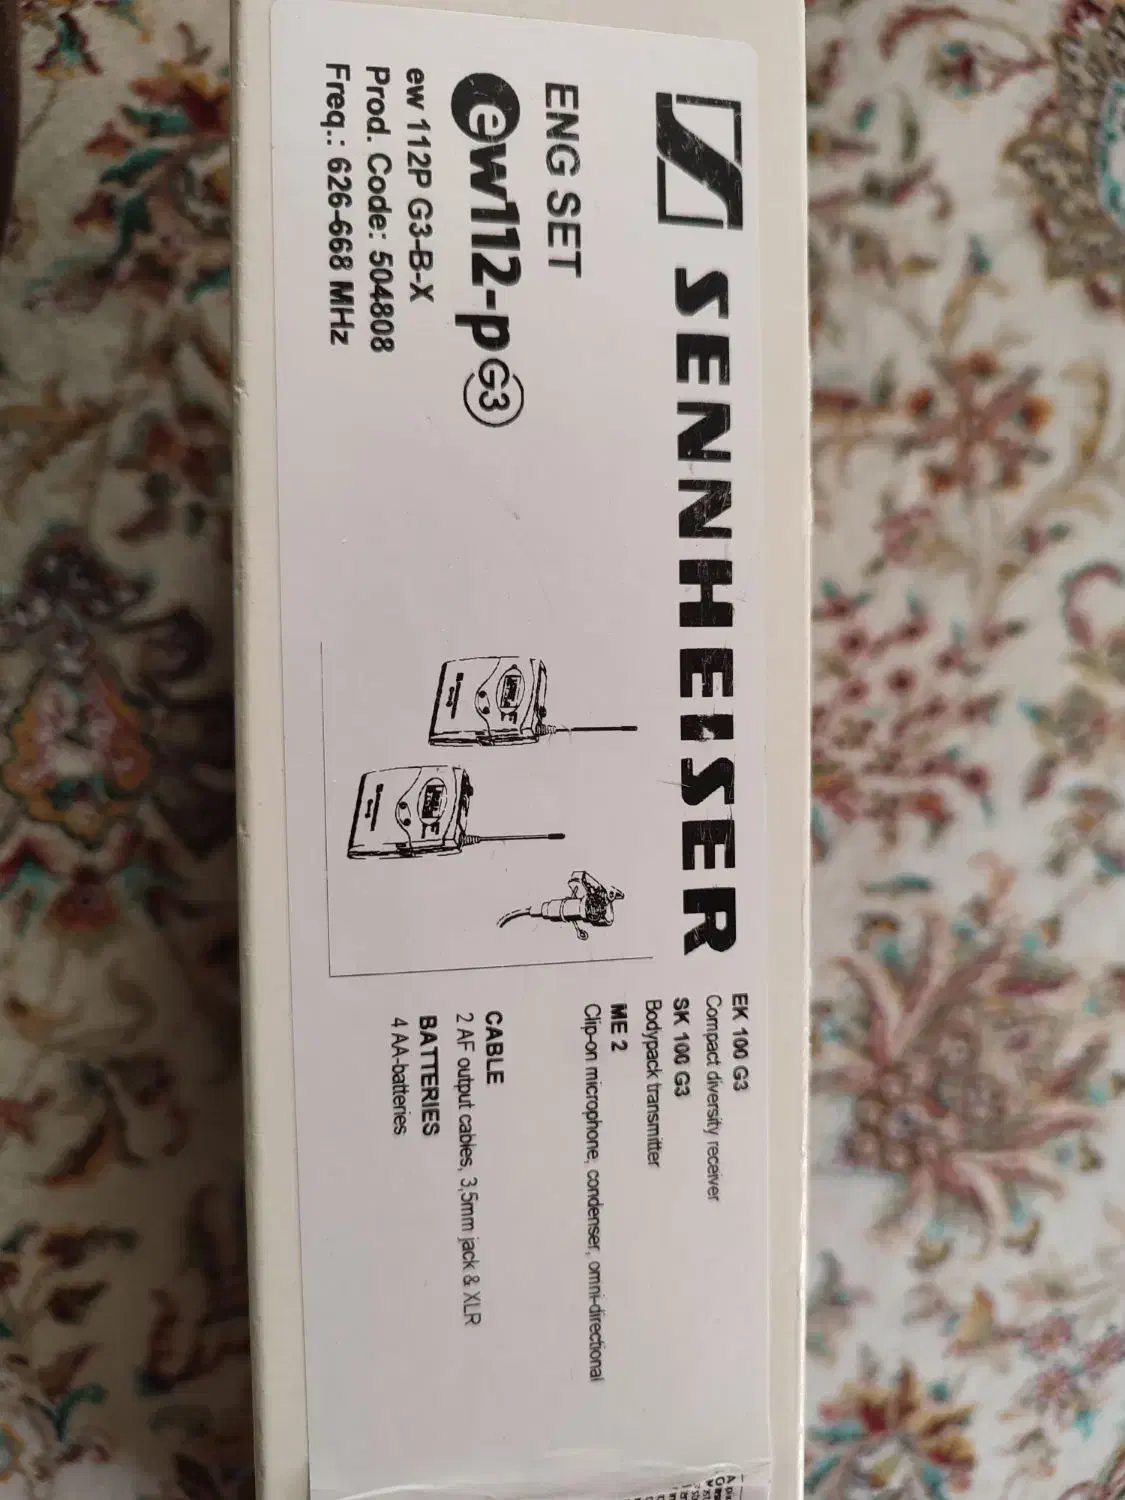 SENNHEISER
ENG SET
ew112-p G3
ew 112P G3-B-X
Prod. Code: 504808
Freq.: 626-668 MHz
EK 100 G3
Compact diversity receiver
SK 100 G3
Bodypack transmitter
ME 2
Clip-on microphone, condenser, omni-directional
CABLE
2 AF output cables, 3,5mm jack & XLR
BATTERIES
4 AA-batteries